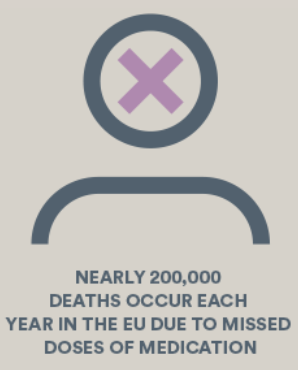 NEARLY 200,000
DEATHS OCCUR EACH
YEAR IN THE EU DUE TO MISSED
DOSES OF MEDICATION